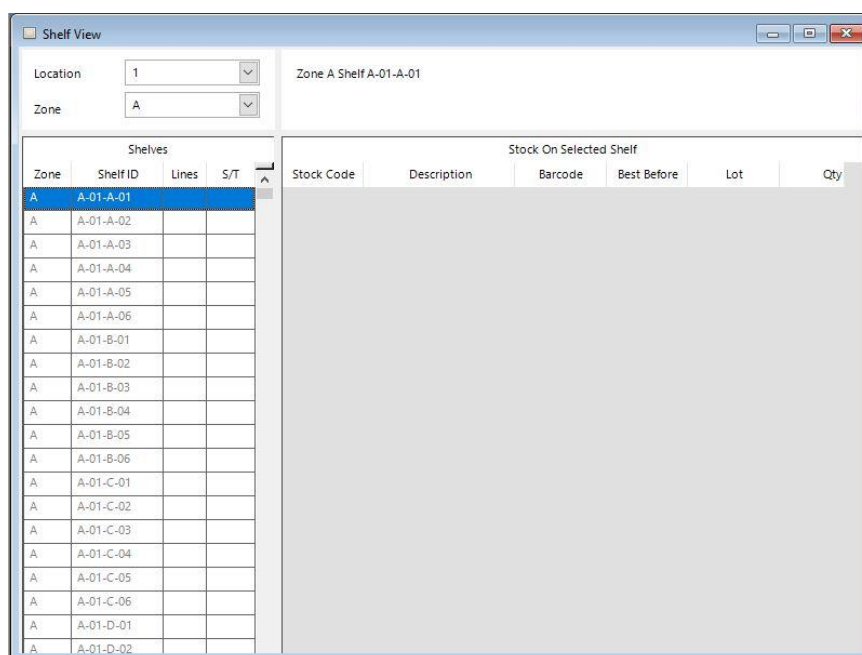 Shelf View
Location 1
Zone A
Zone A Shelf A-01-A-01
Shelves
Zone Shelf ID Lines S/T
A A-01-A-01
A A-01-A-02
A A-01-A-03
A A-01-A-04
A A-01-A-05
A A-01-A-06
A A-01-B-01
A A-01-B-02
A A-01-B-03
A A-01-B-04
A A-01-B-05
A A-01-B-06
A A-01-C-01
A A-01-C-02
A A-01-C-03
A A-01-C-04
A A-01-C-05
A A-01-C-06
A A-01-D-01
A A-01-D-02
Stock On Selected Shelf
Stock Code Description Barcode Best Before Lot Qty